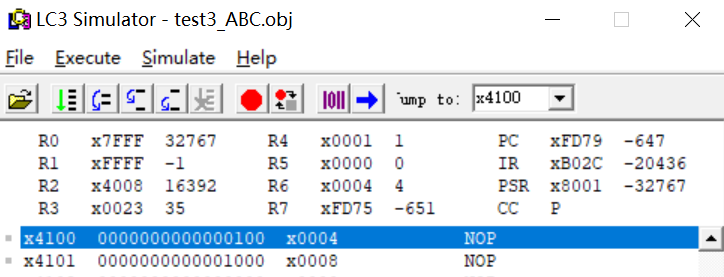 LC3 Simulator - test3_ABC.obj
File Execute Simulate Help
Jump to: x4100
R0 x7FFF 32767 R4 x0001 1 PC xFD79 -647
R1 xFFFF -1 R5 x0000 0 IR xB02C -20436
R2 x4008 16392 R6 x0004 4 PSR x8001 -32767
R3 x0023 35 R7 xFD75 -651 CC P
x4100 0000000000000100 x0004 NOP
x4101 0000000000001000 x0008 NOP